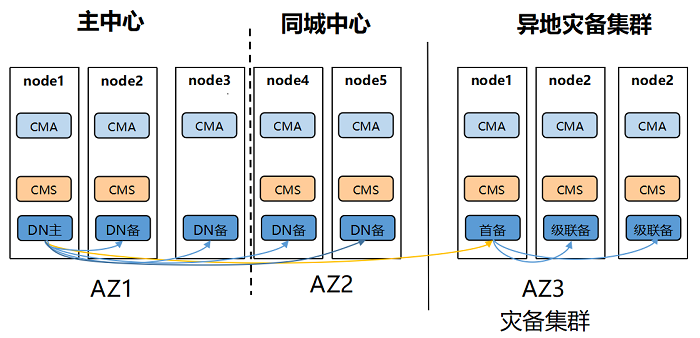 主中心
同城中心
异地灾备集群
node1 node2 node3 node4 node5 node1 node2 node2
CMA CMA CMA CMA CMA CMA CMA CMA
CMS CMS CMS CMS CMS CMS CMS
DN主 DN备 DN备 DN备 DN备 首备 级联备 级联备
AZ1 AZ2 AZ3
灾备集群